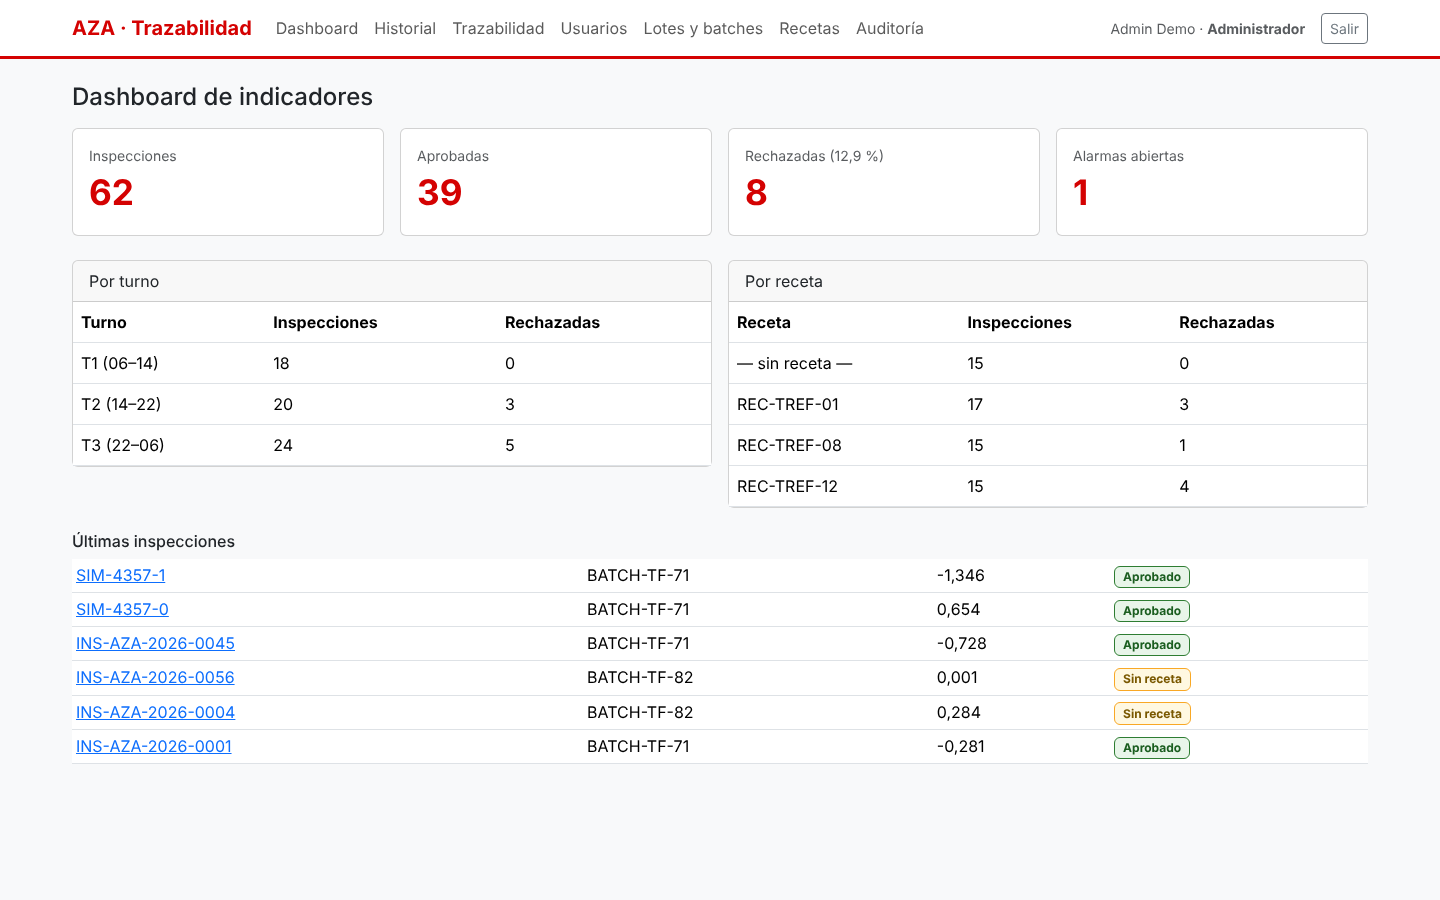 AZA · Trazabilidad Dashboard Historial Trazabilidad Usuarios Lotes y batches Recetas Auditoría Admin Demo · Administrador Salir
Dashboard de indicadores
Inspecciones Aprobadas Rechazadas (12,9 %) Alarmas abiertas
62 39 8 1
Por turno
Turno Inspecciones Rechazadas
T1 (06–14) 18 0
T2 (14–22) 20 3
T3 (22–06) 24 5
Por receta
Receta Inspecciones Rechazadas
— sin receta — 15 0
REC-TREF-01 17 3
REC-TREF-08 15 1
REC-TREF-12 15 4
Últimas inspecciones
SIM-4357-1 BATCH-TF-71 -1,346 Aprobado
SIM-4357-0 BATCH-TF-71 0,654 Aprobado
INS-AZA-2026-0045 BATCH-TF-71 -0,728 Aprobado
INS-AZA-2026-0056 BATCH-TF-82 0,001 Sin receta
INS-AZA-2026-0004 BATCH-TF-82 0,284 Sin receta
INS-AZA-2026-0001 BATCH-TF-71 -0,281 Aprobado